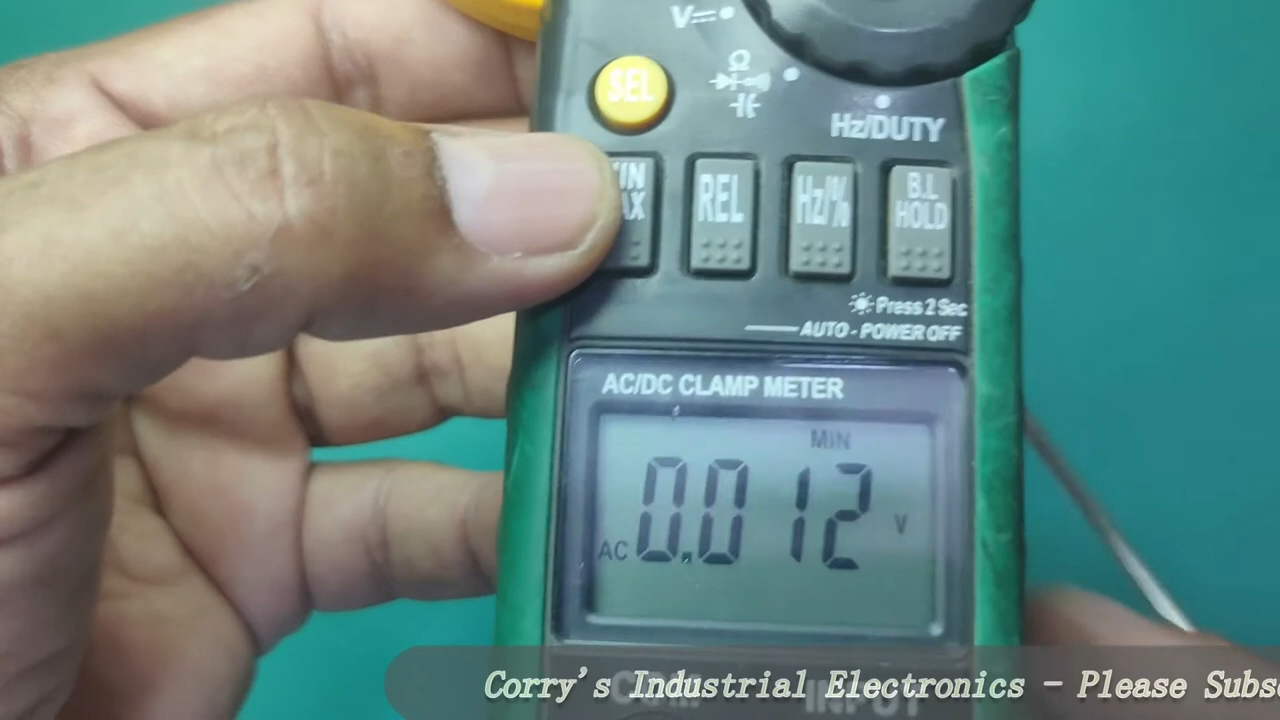 V
SEL
Ω
Hz/DUTY
REL
Hz/%
B.L
HOLD
Press 2 Sec
AUTO - POWER OFF
AC/DC CLAMP METER
MIN
0.012
V
AC
Corry's Industrial Electronics - Please Subs
INPUT